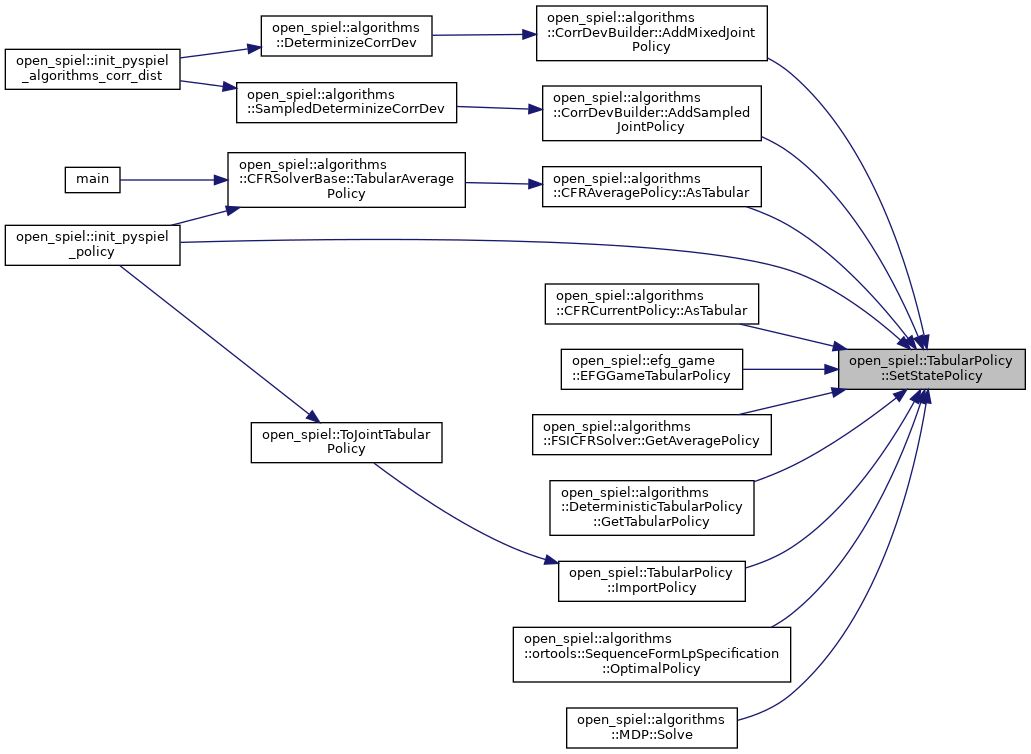 open_spiel::init_pyspiel
_algorithms_corr_dist
open_spiel::algorithms
::DeterminizeCorrDev
open_spiel::algorithms
::CorrDevBuilder::AddMixedJoint
Policy
open_spiel::algorithms
::SampledDeterminizeCorrDev
open_spiel::algorithms
::CorrDevBuilder::AddSampled
JointPolicy
main
open_spiel::algorithms
::CFRSolverBase::TabularAverage
Policy
open_spiel::algorithms
::CFRAveragePolicy::AsTabular
open_spiel::init_pyspiel
_policy
open_spiel::algorithms
::CFRCurrentPolicy::AsTabular
open_spiel::efg_game
::EFGGameTabularPolicy
open_spiel::TabularPolicy
::SetStatePolicy
open_spiel::algorithms
::FSICFRSolver::GetAveragePolicy
open_spiel::ToJointTabular
Policy
open_spiel::algorithms
::DeterministicTabularPolicy
::GetTabularPolicy
open_spiel::TabularPolicy
::ImportPolicy
open_spiel::algorithms
::ortools::SequenceFormLpSpecification
::OptimalPolicy
open_spiel::algorithms
::MDP::Solve